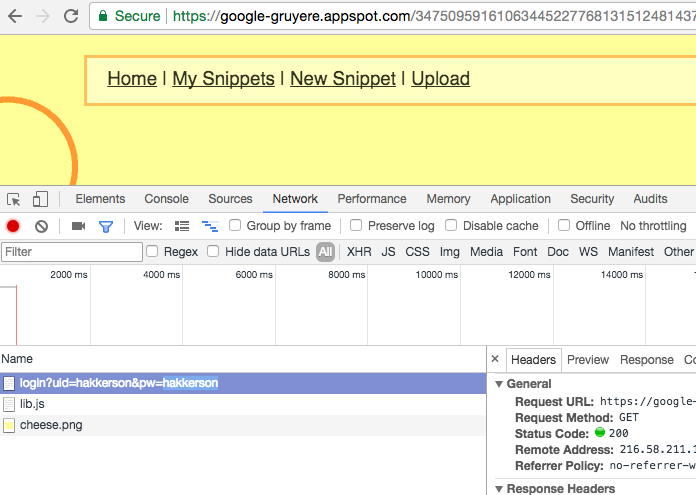 Secure | https://google-gruyere.appspot.com/347509591610634452277681315124814 37
Home | My Snippets | New Snippet | Upload
Elements Console Sources Network Performance Memory Application Security Audits
View: Group by frame Preserve log Disable cache Offline No throttling
Filter Regex Hide data URLs All XHR JS CSS Img Media Font Doc WS Manifest Other
2000 ms 4000 ms 6000 ms 8000 ms 10000 ms 12000 ms 14000 ms
Name × Headers Preview Response Co
login?uid=hakkerson&pw=hakkerson ▼ General
lib.js Request URL: https://google-
cheese.png Request Method: GET
Status Code: 200
Remote Address: 216.58.211.1
Referrer Policy: no-referrer-w
▼ Response Headers